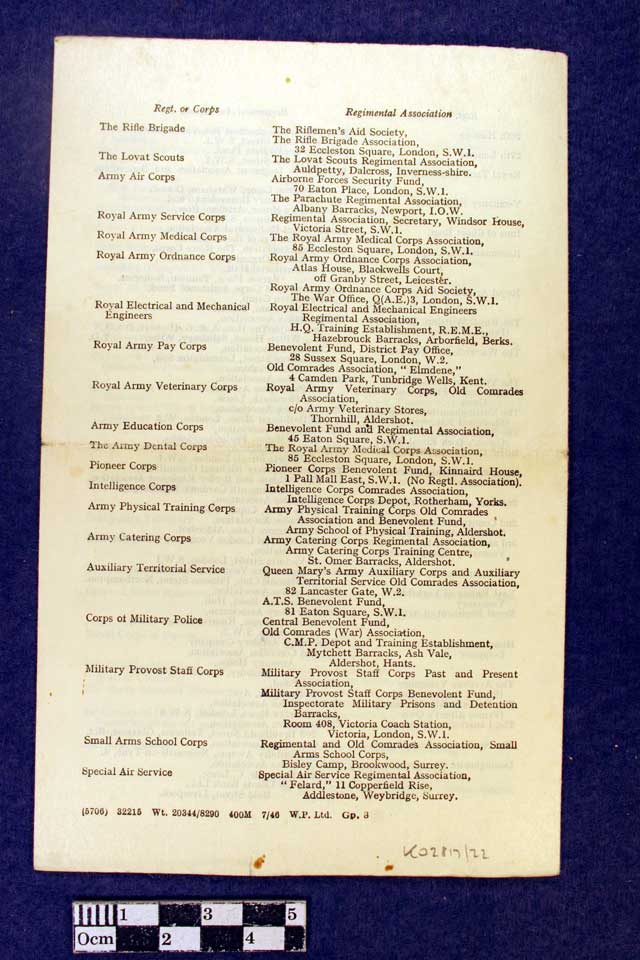 Regt. or Corps Regimental Association
The Rifle Brigade The Riflemen's Aid Society,
The Rifle Brigade Association,
32 Eccleston Square, London, S.W.1.
The Lovat Scouts The Lovat Scouts Regimental Association,
Auldpetty, Dalcross, Inverness-shire.
Army Air Corps Airborne Forces Security Fund,
70 Eaton Place, London, S.W.1.
The Parachute Regimental Association,
Albany Barracks, Newport, I.O.W.
Royal Army Service Corps Regimental Association, Secretary, Windsor House,
Victoria Street, S.W.1.
Royal Army Medical Corps The Royal Army Medical Corps Association,
85 Eccleston Square, London, S.W.1.
Royal Army Ordnance Corps Royal Army Ordnance Corps Association,
Atlas House, Blackwells Court,
off Granby Street, Leicester.
Royal Army Ordnance Corps Aid Society,
The War Office, Q(A.E.)3, London, S.W.1.
Royal Electrical and Mechanical Royal Electrical and Mechanical Engineers
Engineers Regimental Association,
H.Q. Training Establishment, R.E.M.E.,
Hazebrouck Barracks, Arborfield, Berks.
Royal Army Pay Corps Benevolent Fund, District Pay Office,
28 Sussex Square, London, W.2.
Old Comrades Association, " Elmdene,"
4 Camden Park, Tunbridge Wells, Kent.
Royal Army Veterinary Corps Royal Army Veterinary Corps, Old Comrades
Association,
c/o Army Veterinary Stores,
Thornhill, Aldershot.
Army Education Corps Benevolent Fund and Regimental Association,
45 Eaton Square, S.W.1.
The Army Dental Corps The Royal Army Medical Corps Association,
85 Eccleston Square, London, S.W.1.
Pioneer Corps Pioneer Corps Benevolent Fund, Kinnaird House,
1 Pall Mall East, S.W.1. (No Regtl. Association).
Intelligence Corps Intelligence Corps Comrades Association,
Intelligence Corps Depot, Rotherham, Yorks.
Army Physical Training Corps Army Physical Training Corps Old Comrades
Association and Benevolent Fund,
Army School of Physical Training, Aldershot.
Army Catering Corps Army Catering Corps Regimental Association,
Army Catering Corps Training Centre,
St. Omer Barracks, Aldershot.
Auxiliary Territorial Service Queen Mary's Army Auxiliary Corps and Auxiliary
Territorial Service Old Comrades Association,
82 Lancaster Gate, W.2.
A.T.S. Benevolent Fund,
81 Eaton Square, S.W.1.
Corps of Military Police Central Benevolent Fund,
Old Comrades (War) Association,
C.M.P. Depot and Training Establishment,
Mytchett Barracks, Ash Vale,
Aldershot, Hants.
Military Provost Staff Corps Military Provost Staff Corps Past and Present
Association,
Military Provost Staff Corps Benevolent Fund,
Inspectorate Military Prisons and Detention
Barracks,
Room 408, Victoria Coach Station,
Victoria, London, S.W.1.
Small Arms School Corps Regimental and Old Comrades Association, Small
Arms School Corps,
Bisley Camp, Brookwood, Surrey.
Special Air Service Special Air Service Regimental Association,
" Felard," 11 Copperfield Rise,
Addlestone, Weybridge, Surrey.
(5706) 32215 Wt. 20344/8290 400M 7/46 W.P. Ltd. Gp. 8
KO2817/22
1 3 5
0cm 2 4